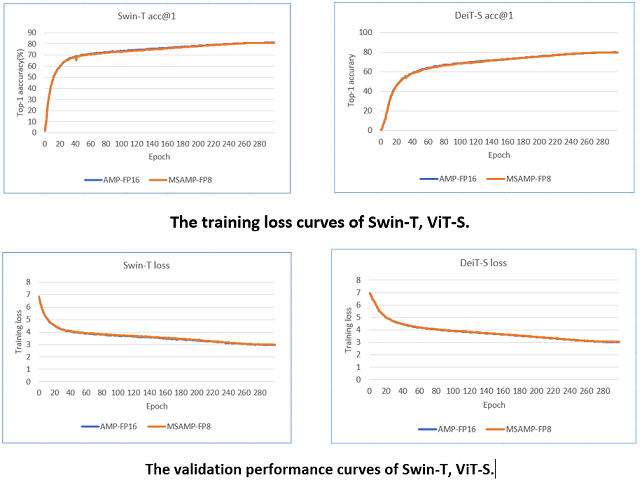 Swin-T acc@1
Top-1 aaccuracy(%)
90
80
70
60
50
40
30
20
10
0
0 20 40 60 80 100 120 140 160 180 200 220 240 260 280
Epoch
AMP-FP16 MSAMP-FP8
DeiT-S acc@1
Top-1 accurary
100
80
60
40
20
0
0 20 40 60 80 100 120 140 160 180 200 220 240 260 280
Epoch
AMP-FP16 MSAMP-FP8
The training loss curves of Swin-T, ViT-S.
Swin-T loss
Training loss
8
7
6
5
4
3
2
1
0
0 20 40 60 80 100 120 140 160 180 200 220 240 260 280
Epoch
AMP-FP16 MSAMP-FP8
DeiT-S loss
Training loss
8
7
6
5
4
3
2
1
0
0 20 40 60 80 100 120 140 160 180 200 220 240 260 280
Epoch
AMP-FP16 MSAMP-FP8
The validation performance curves of Swin-T, ViT-S.